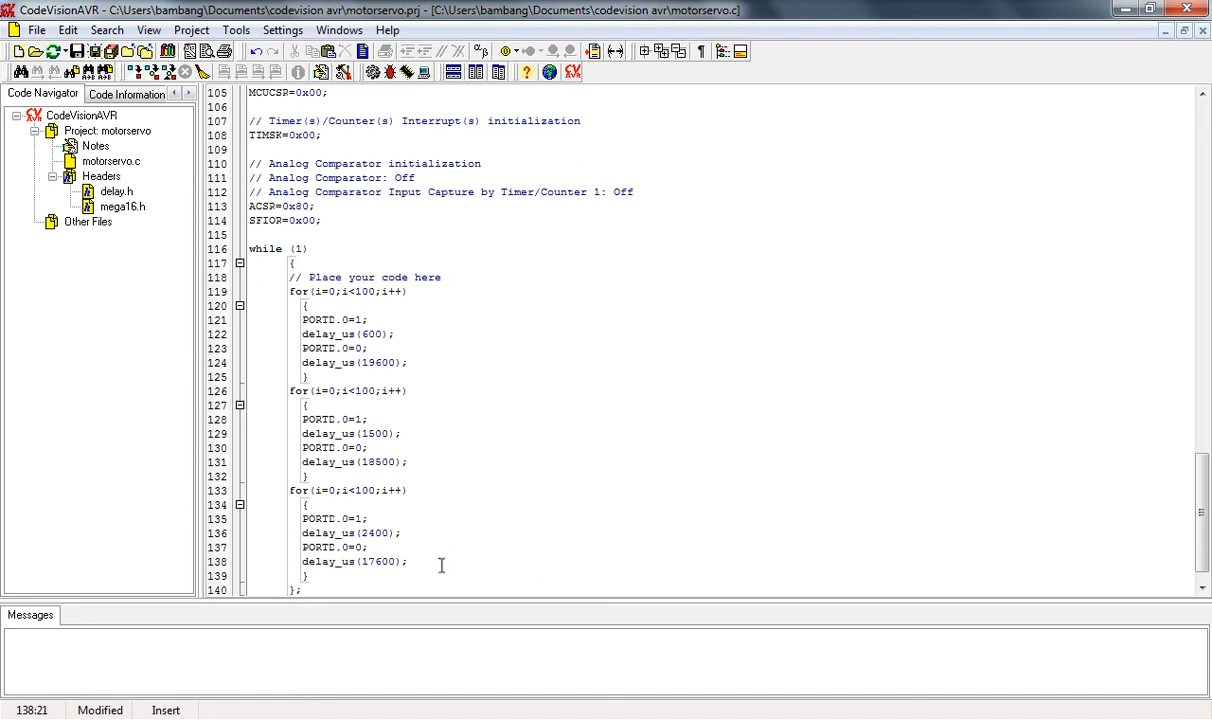 CodeVisionAVR - C:\Users\bambang\Documents\codevision avr\motorservo.prj - [C:\Users\bambang\Documents\codevision avr\motorservo.c]
File Edit Search View Project Tools Settings Windows Help
Code Navigator Code Information
CodeVisionAVR
Project: motorservo
Notes
motorservo.c
Headers
delay.h
mega16.h
Other Files
105 MCUCSR=0x00;
106
107 // Timer(s)/Counter(s) Interrupt(s) initialization
108 TIMSK=0x00;
109
110 // Analog Comparator initialization
111 // Analog Comparator: Off
112 // Analog Comparator Input Capture by Timer/Counter 1: Off
113 ACSR=0x80;
114 SFIOR=0x00;
115
116 while (1)
117 {
118 // Place your code here
119 for(i=0;i<100;i++)
120 {
121 PORTD.0=1;
122 delay_us(600);
123 PORTD.0=0;
124 delay_us(19600);
125 }
126 for(i=0;i<100;i++)
127 {
128 PORTD.0=1;
129 delay_us(1500);
130 PORTD.0=0;
131 delay_us(18500);
132 }
133 for(i=0;i<100;i++)
134 {
135 PORTD.0=1;
136 delay_us(2400);
137 PORTD.0=0;
138 delay_us(17600);
139 }
140 };
Messages
138:21 Modified Insert